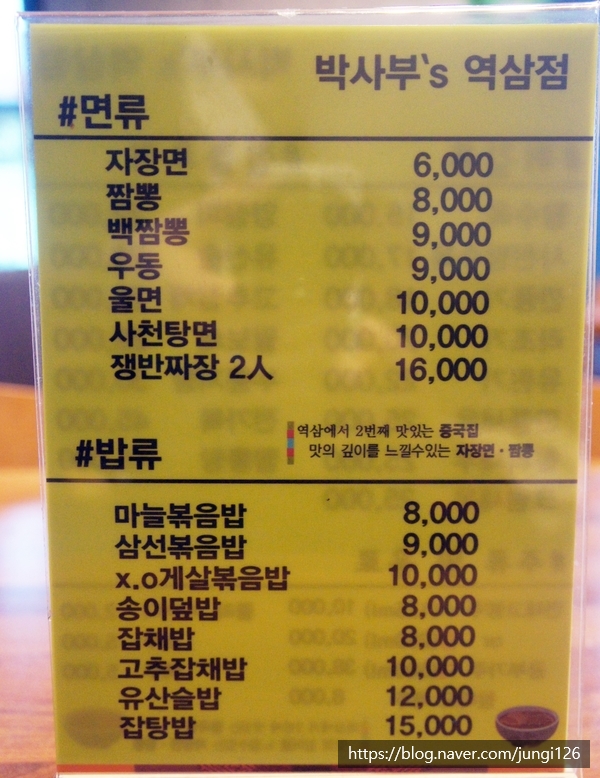 박사부's 역삼점
#면류
자장면 6,000
짬뽕 8,000
백짬뽕 9,000
우동 9,000
울면 10,000
사천탕면 10,000
쟁반짜장 2人 16,000
역삼에서 2번째 맛있는 중국집
맛의 깊이를 느낄수있는 자장면·짬뽕
#밥류
마늘볶음밥 8,000
삼선볶음밥 9,000
x.o게살볶음밥 10,000
송이덮밥 8,000
잡채밥 8,000
고추잡채밥 10,000
유산슬밥 12,000
잡탕밥 15,000
https://blog.naver.com/jungi126